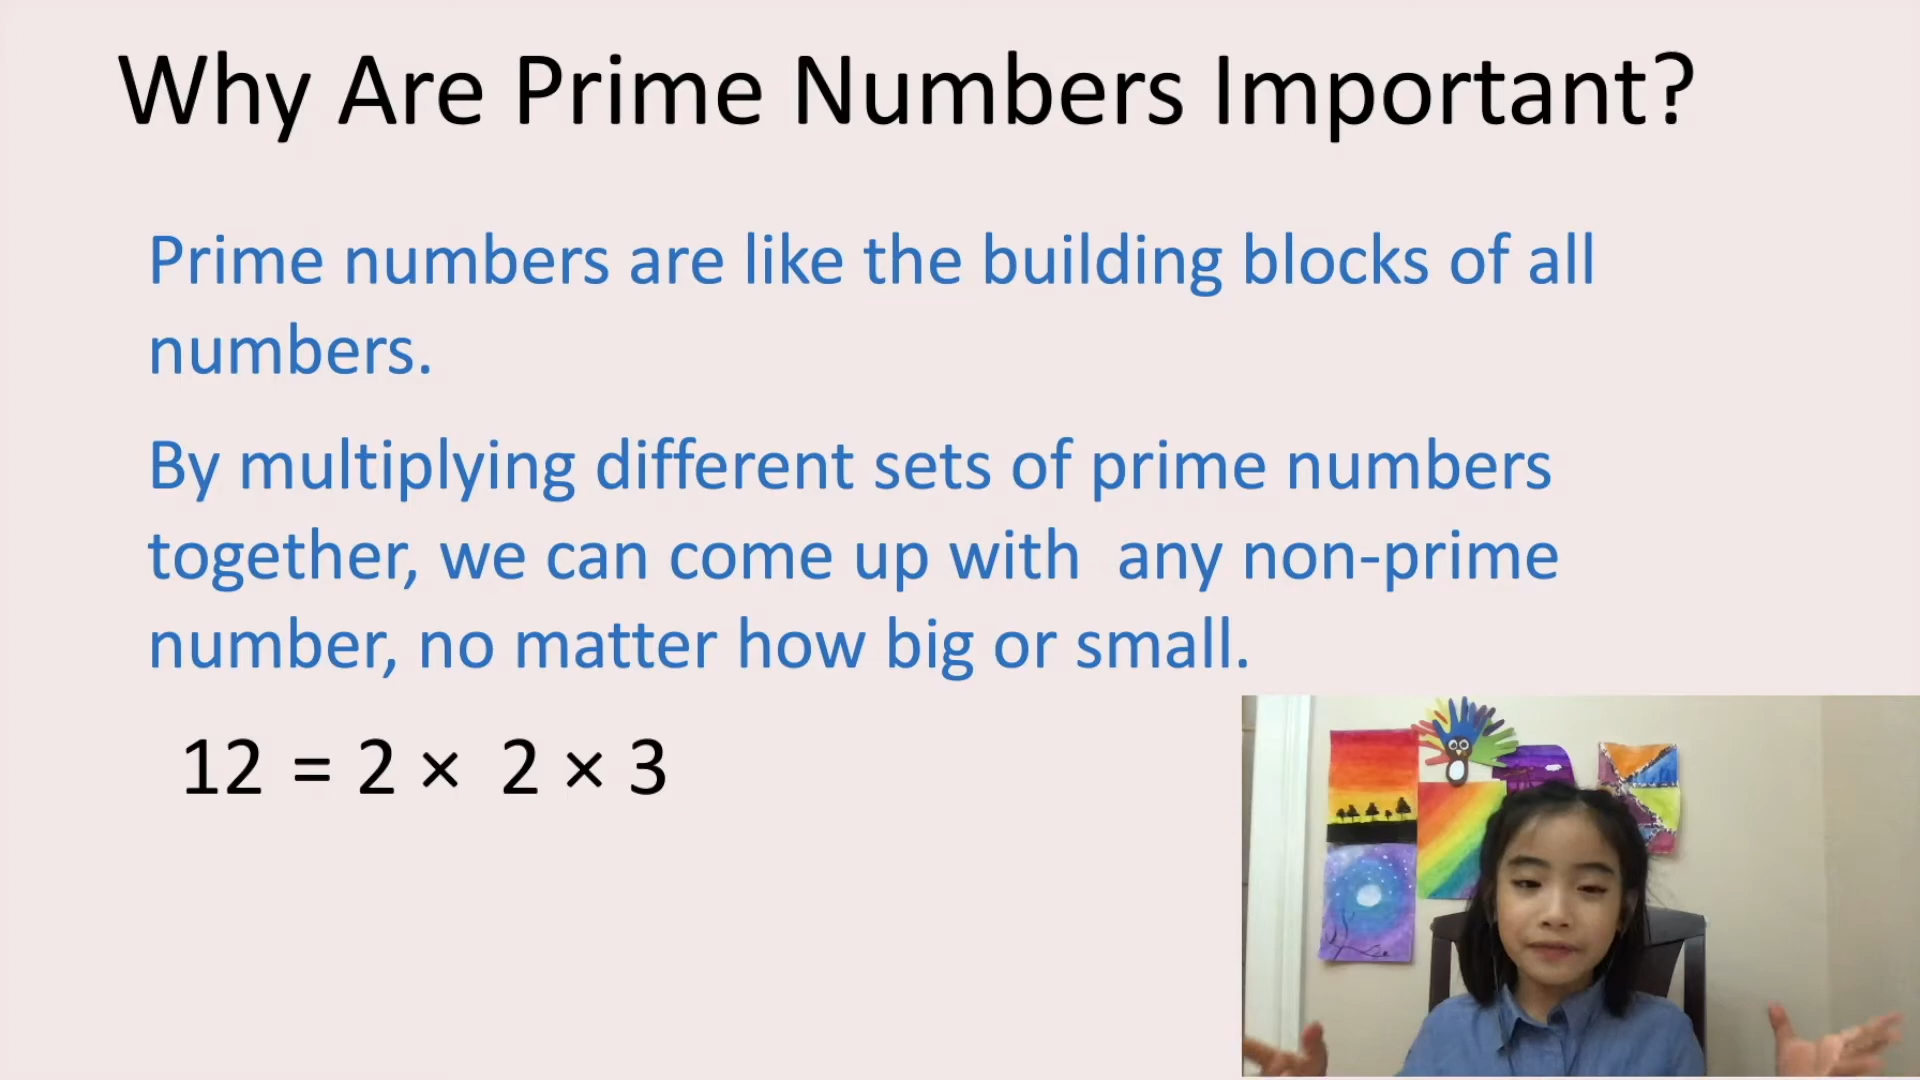 Why Are Prime Numbers Important?
Prime numbers are like the building blocks of all
numbers.
By multiplying different sets of prime numbers
together, we can come up with any non-prime
number, no matter how big or small.
12 = 2 × 2 × 3